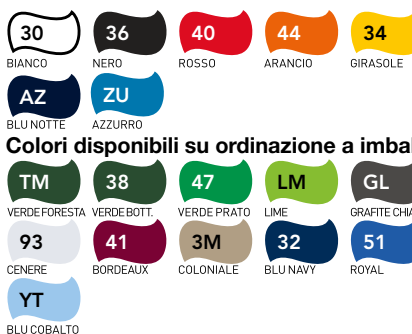 30 36 40 44 34
BIANCO NERO ROSSO ARANCIO GIRASOLE
AZ ZU
BLU NOTTE AZZURRO
Colori disponibili su ordinazione a imbal
TM 38 47 LM GL
VERDE FORESTA VERDE BOTT. VERDE PRATO LIME GRAFITE CHIA
93 41 3M 32 51
CENERE BORDEAUX COLONIALE BLU NAVY ROYAL
YT
BLU COBALTO